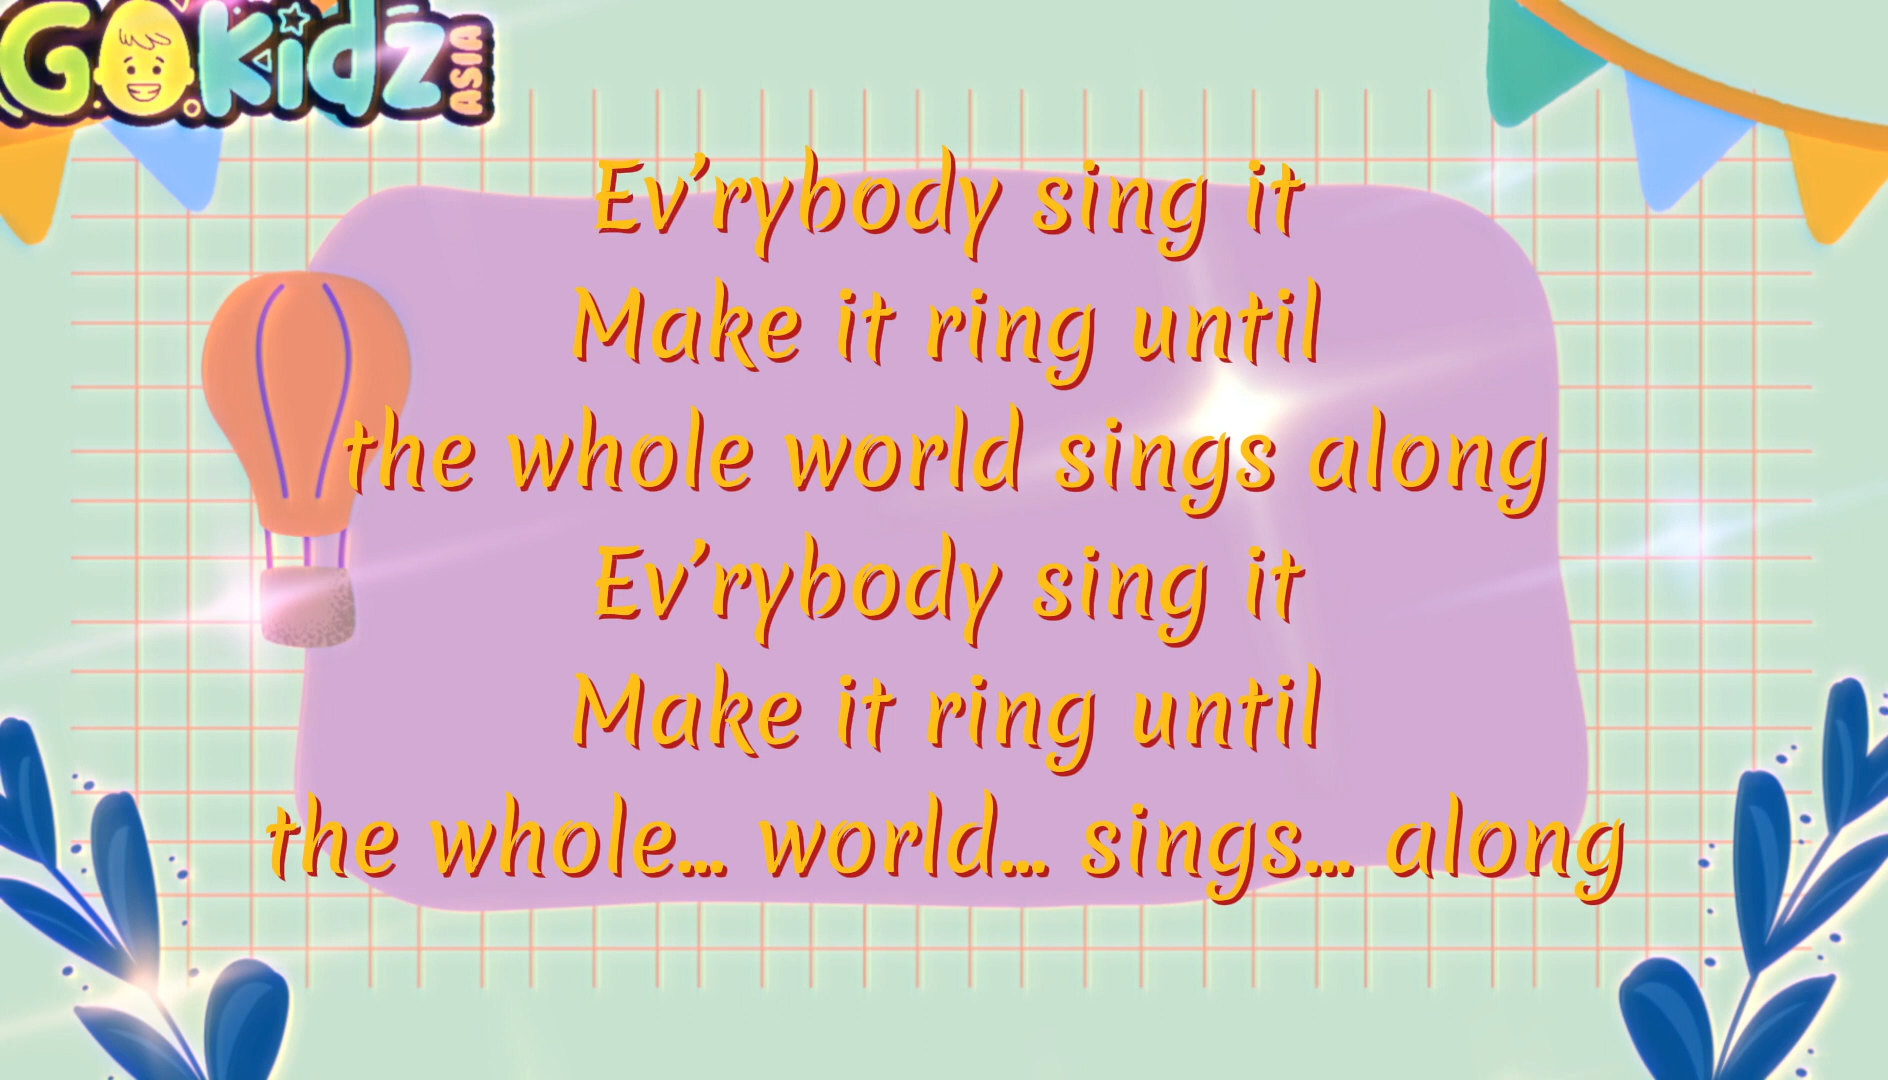 GOkidz ASIA
Ev’rybody sing it
Make it ring until
the whole world sings along
Ev’rybody sing it
Make it ring until
the whole... world... sings... along